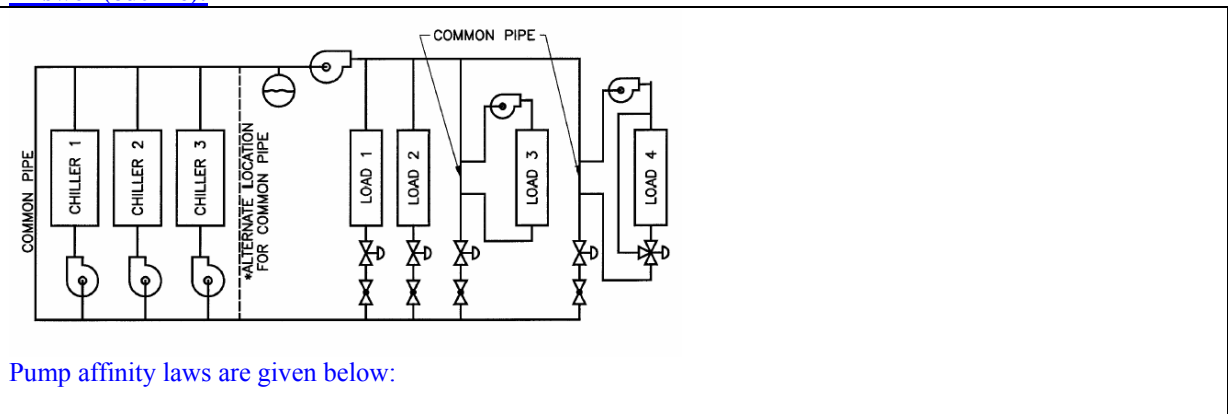 COMMON PIPE
COMMON PIPE
CHILLER 1
CHILLER 2
CHILLER 3
*ALTERNATE LOCATION
FOR COMMON PIPE
LOAD 1
LOAD 2
LOAD 3
LOAD 4
Pump affinity laws are given below: